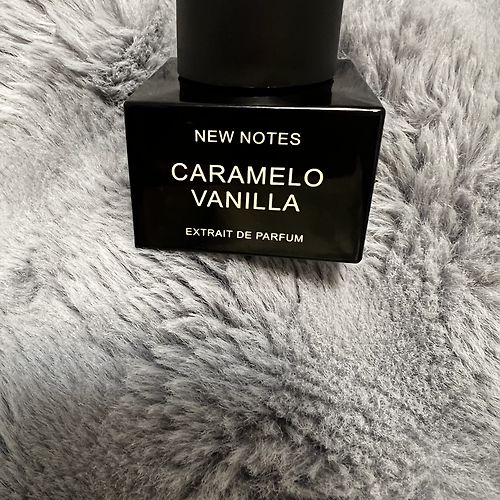 NEW NOTES
CARAMELO
VANILLA
EXTRAIT DE PARFUM